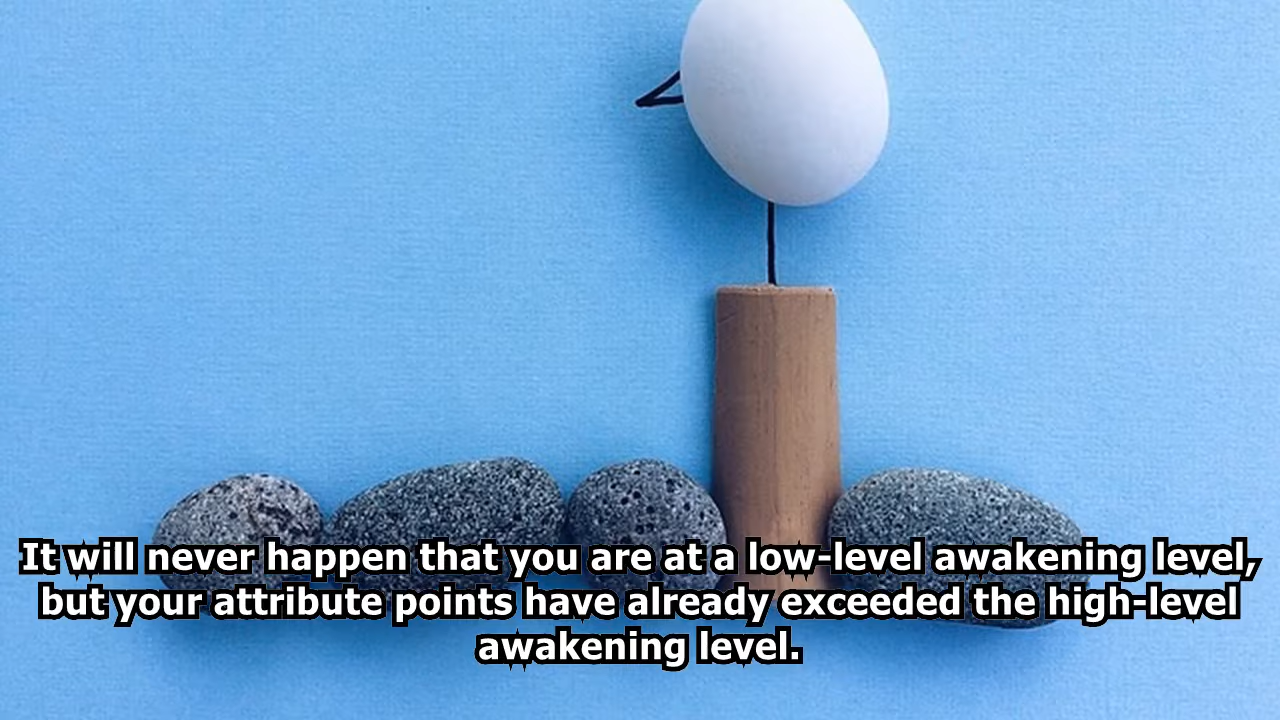 It will never happen that you are at a low-level awakening level,
but your attribute points have already exceeded the high-level
awakening level.